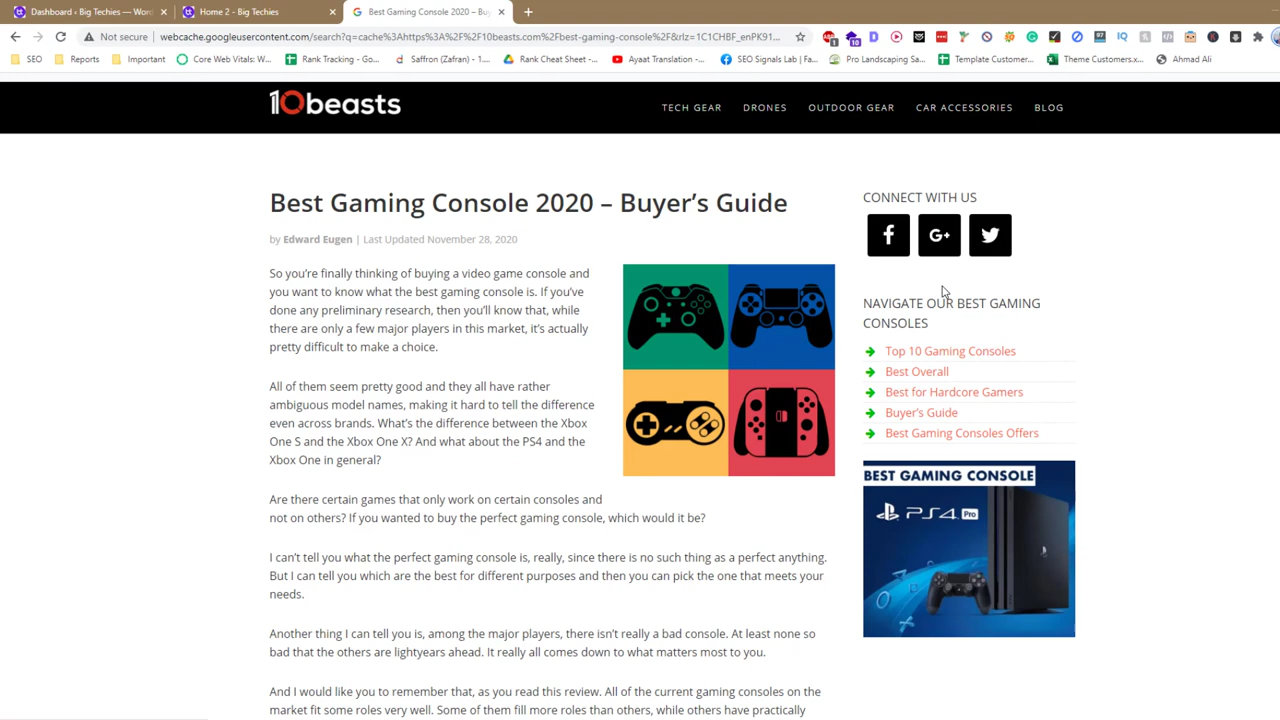 Dashboard ‹ Big Techies — Wor
Home 2 - Big Techies
Best Gaming Console 2020 – Bu
Not secure
webcache.googleusercontent.com/search?q=cache%3Ahttps%3A%2F%2F10beasts.com%2Fbest-gaming-console%2F&rlz=1C1CHBF_enPK91...
SEO
Reports
Important
Core Web Vitals: W...
Rank Tracking - Go...
Saffron (Zafran) - 1...
Rank Cheat Sheet -...
Ayaat Translation -...
SEO Signals Lab | Fa...
Pro Landscaping Sa...
Template Customer...
Theme Customers.x...
Ahmad Ali
10beasts
TECH GEAR
DRONES
OUTDOOR GEAR
CAR ACCESSORIES
BLOG
Best Gaming Console 2020 – Buyer’s Guide
by Edward Eugen | Last Updated November 28, 2020
So you’re finally thinking of buying a video game console and
you want to know what the best gaming console is. If you’ve
done any preliminary research, then you’ll know that, while
there are only a few major players in this market, it’s actually
pretty difficult to make a choice.
All of them seem pretty good and they all have rather
ambiguous model names, making it hard to tell the difference
even across brands. What’s the difference between the Xbox
One S and the Xbox One X? And what about the PS4 and the
Xbox One in general?
Are there certain games that only work on certain consoles and
not on others? If you wanted to buy the perfect gaming console, which would it be?
I can’t tell you what the perfect gaming console is, really, since there is no such thing as a perfect anything.
But I can tell you which are the best for different purposes and then you can pick the one that meets your
needs.
Another thing I can tell you is, among the major players, there isn’t really a bad console. At least none so
bad that the others are lightyears ahead. It really all comes down to what matters most to you.
And I would like you to remember that, as you read this review. All of the current gaming consoles on the
market fit some roles very well. Some of them fill more roles than others, while others have practically
CONNECT WITH US
NAVIGATE OUR BEST GAMING
CONSOLES
Top 10 Gaming Consoles
Best Overall
Best for Hardcore Gamers
Buyer’s Guide
Best Gaming Consoles Offers
BEST GAMING CONSOLE
PS4 Pro